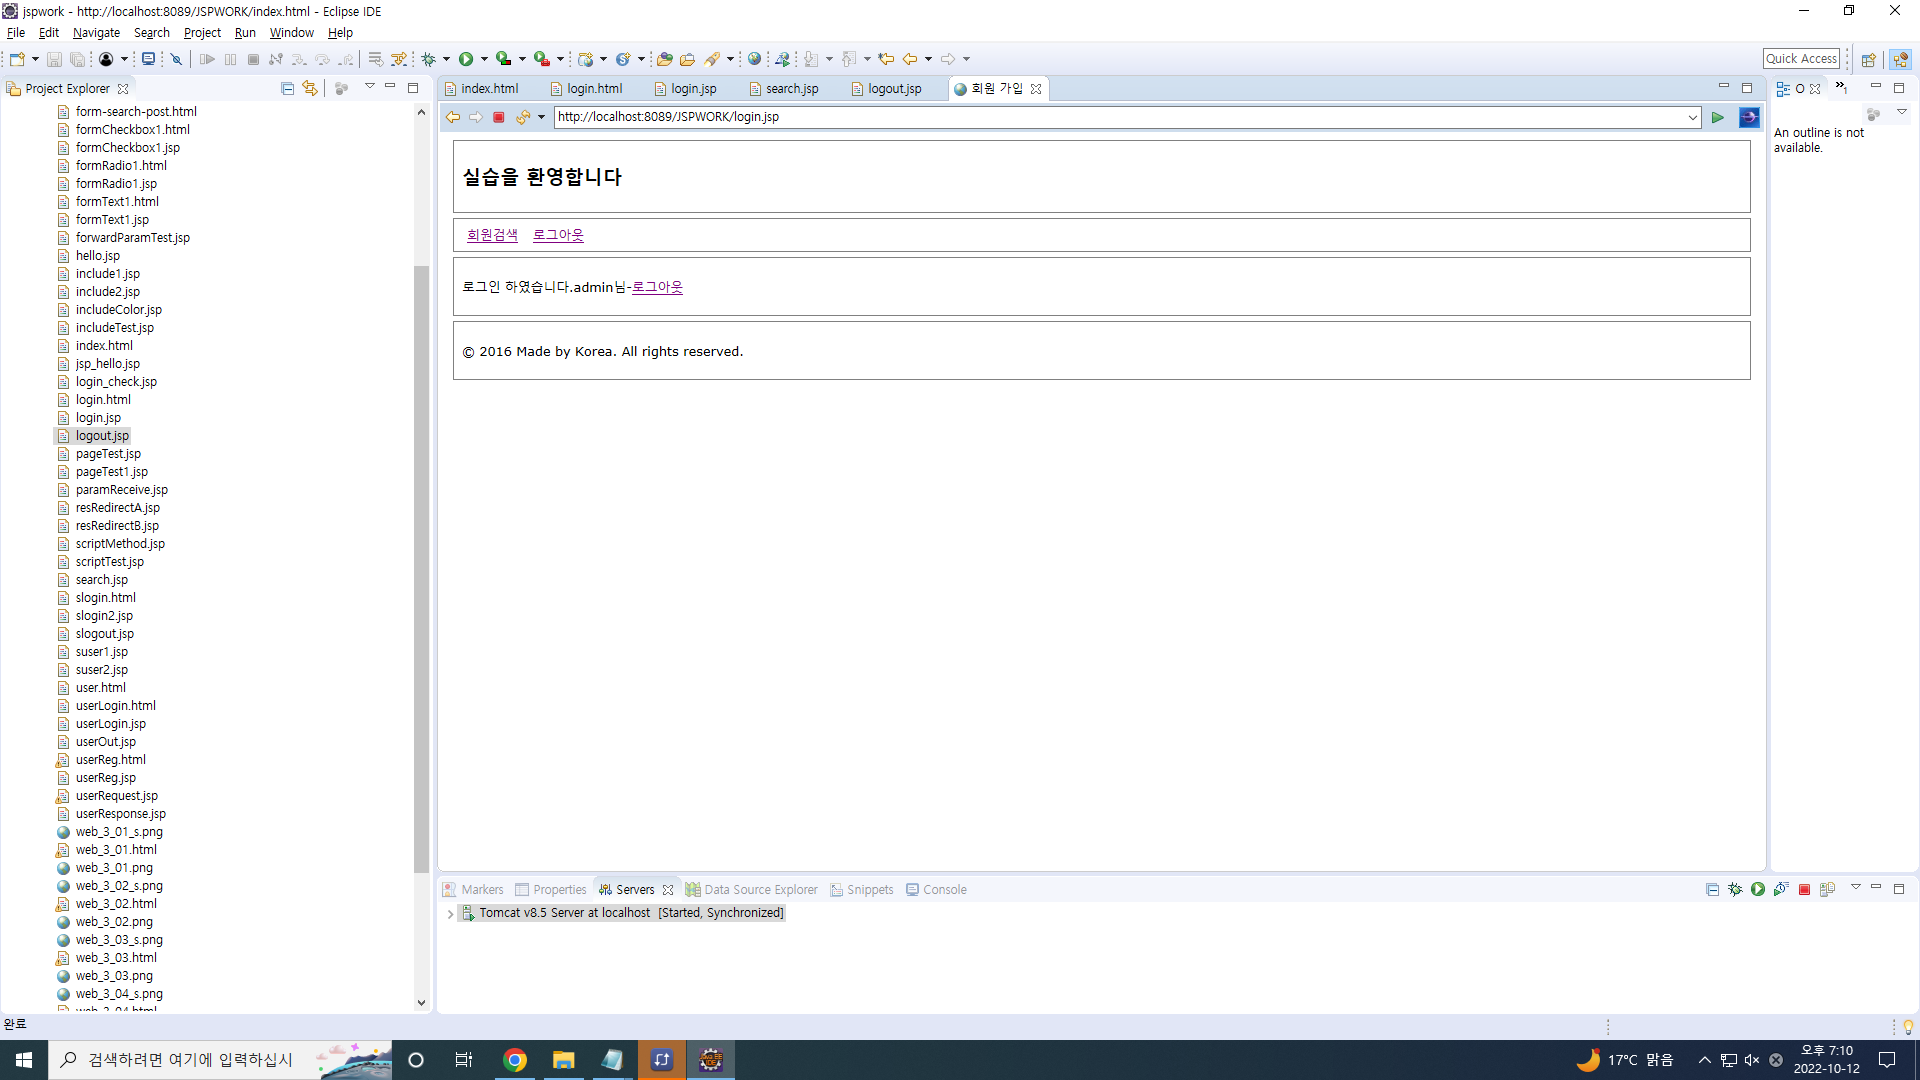 jspwork - http://localhost:8089/JSPWORK/index.html - Eclipse IDE
File Edit Navigate Search Project Run Window Help
Quick Access
Project Explorer
form-search-post.html
formCheckbox1.html
formCheckbox1.jsp
formRadio1.html
formRadio1.jsp
formText1.html
formText1.jsp
forwardParamTest.jsp
hello.jsp
include1.jsp
include2.jsp
includeColor.jsp
includeTest.jsp
index.html
jsp_hello.jsp
login_check.jsp
login.html
login.jsp
logout.jsp
pageTest.jsp
pageTest1.jsp
paramReceive.jsp
resRedirectA.jsp
resRedirectB.jsp
scriptMethod.jsp
scriptTest.jsp
search.jsp
slogin.html
slogin2.jsp
slogout.jsp
suser1.jsp
suser2.jsp
user.html
userLogin.html
userLogin.jsp
userOut.jsp
userReg.html
userReg.jsp
userRequest.jsp
userResponse.jsp
web_3_01_s.png
web_3_01.html
web_3_01.png
web_3_02_s.png
web_3_02.html
web_3_02.png
web_3_03_s.png
web_3_03.html
web_3_03.png
web_3_04_s.png
web_3_04.html
index.html login.html login.jsp search.jsp logout.jsp 회원 가입
http://localhost:8089/JSPWORK/login.jsp
실습을 환영합니다
회원검색 로그아웃
로그인 하였습니다.admin님-로그아웃
© 2016 Made by Korea. All rights reserved.
O
An outline is not
available.
Markers Properties Servers Data Source Explorer Snippets Console
Tomcat v8.5 Server at localhost [Started, Synchronized]
완료
검색하려면 여기에 입력하십시
17°C 맑음
오후 7:10
2022-10-12